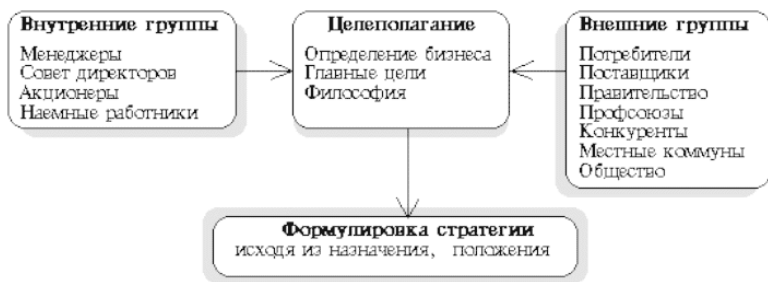 Внутренние группы
Менеджеры
Совет директоров
Акционеры
Наемные работники
Целеполагание
Определение бизнеса
Главные цели
Философия
Внешние группы
Потребители
Поставщики
Правительство
Профсоюзы
Конкуренты
Местные коммуны
Общество
Формулировка стратегии
исходя из назначения, положения